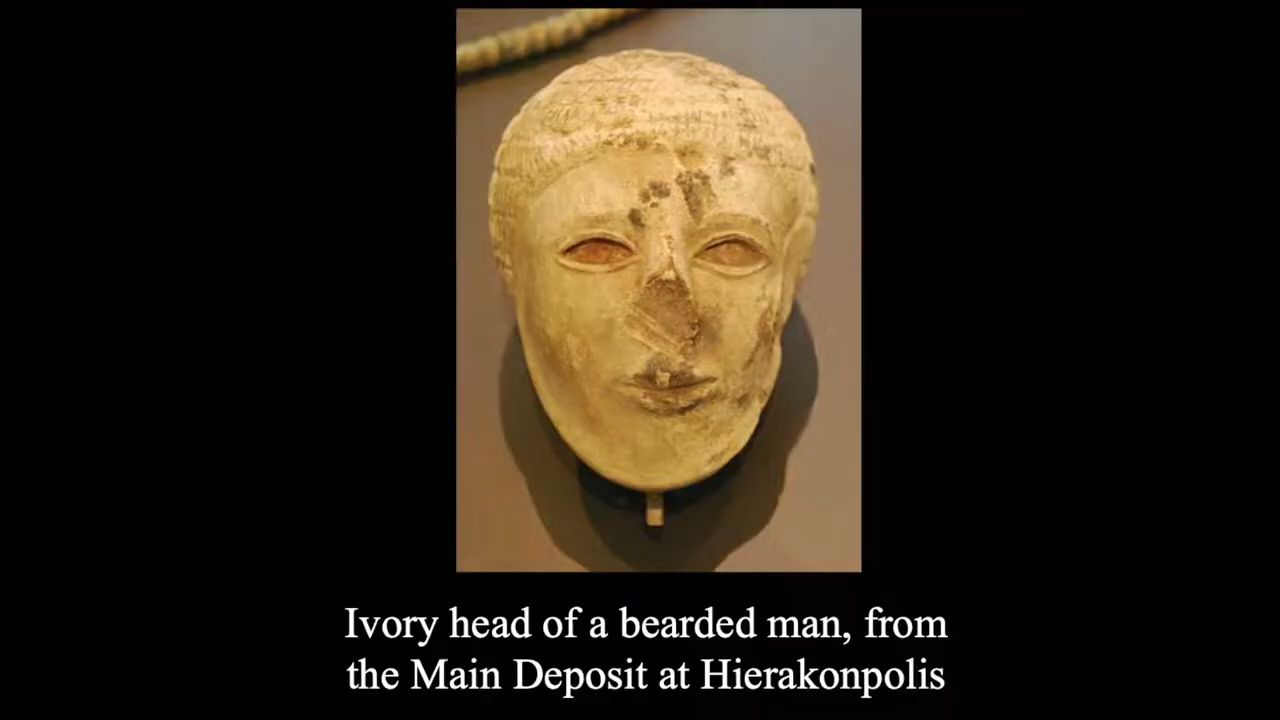 Ivory head of a bearded man, from
the Main Deposit at Hierakonpolis